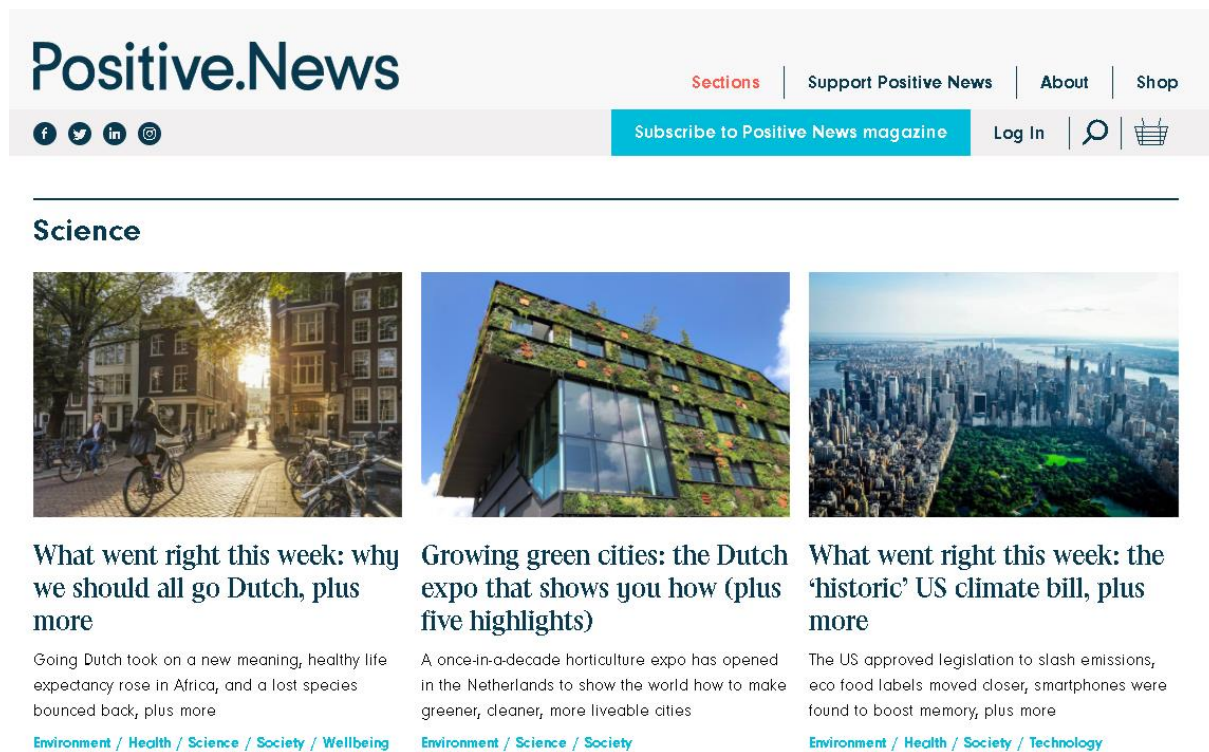 Positive.News
Sections
Support Positive News
About
Shop
Subscribe to Positive News magazine
Log In
Science
What went right this week: why
we should all go Dutch, plus
more
Going Dutch took on a new meaning, healthy life
expectancy rose in Africa, and a lost species
bounced back, plus more
Environment / Health / Science / Society / Wellbeing
Growing green cities: the Dutch
expo that shows you how (plus
five highlights)
A once-in-a-decade horticulture expo has opened
in the Netherlands to show the world how to make
greener, cleaner, more liveable cities
Environment / Science / Society
What went right this week: the
‘historic’ US climate bill, plus
more
The US approved legislation to slash emissions,
eco food labels moved closer, smartphones were
found to boost memory, plus more
Environment / Health / Society / Technology